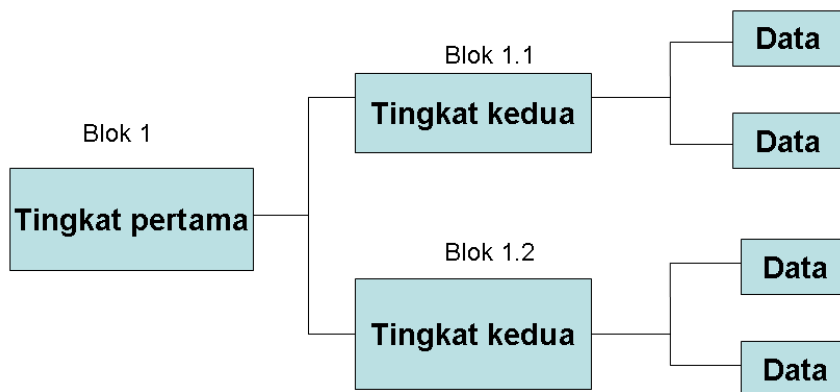 Blok 1
Tingkat pertama
Blok 1.1
Tingkat kedua
Data
Data
Blok 1.2
Tingkat kedua
Data
Data